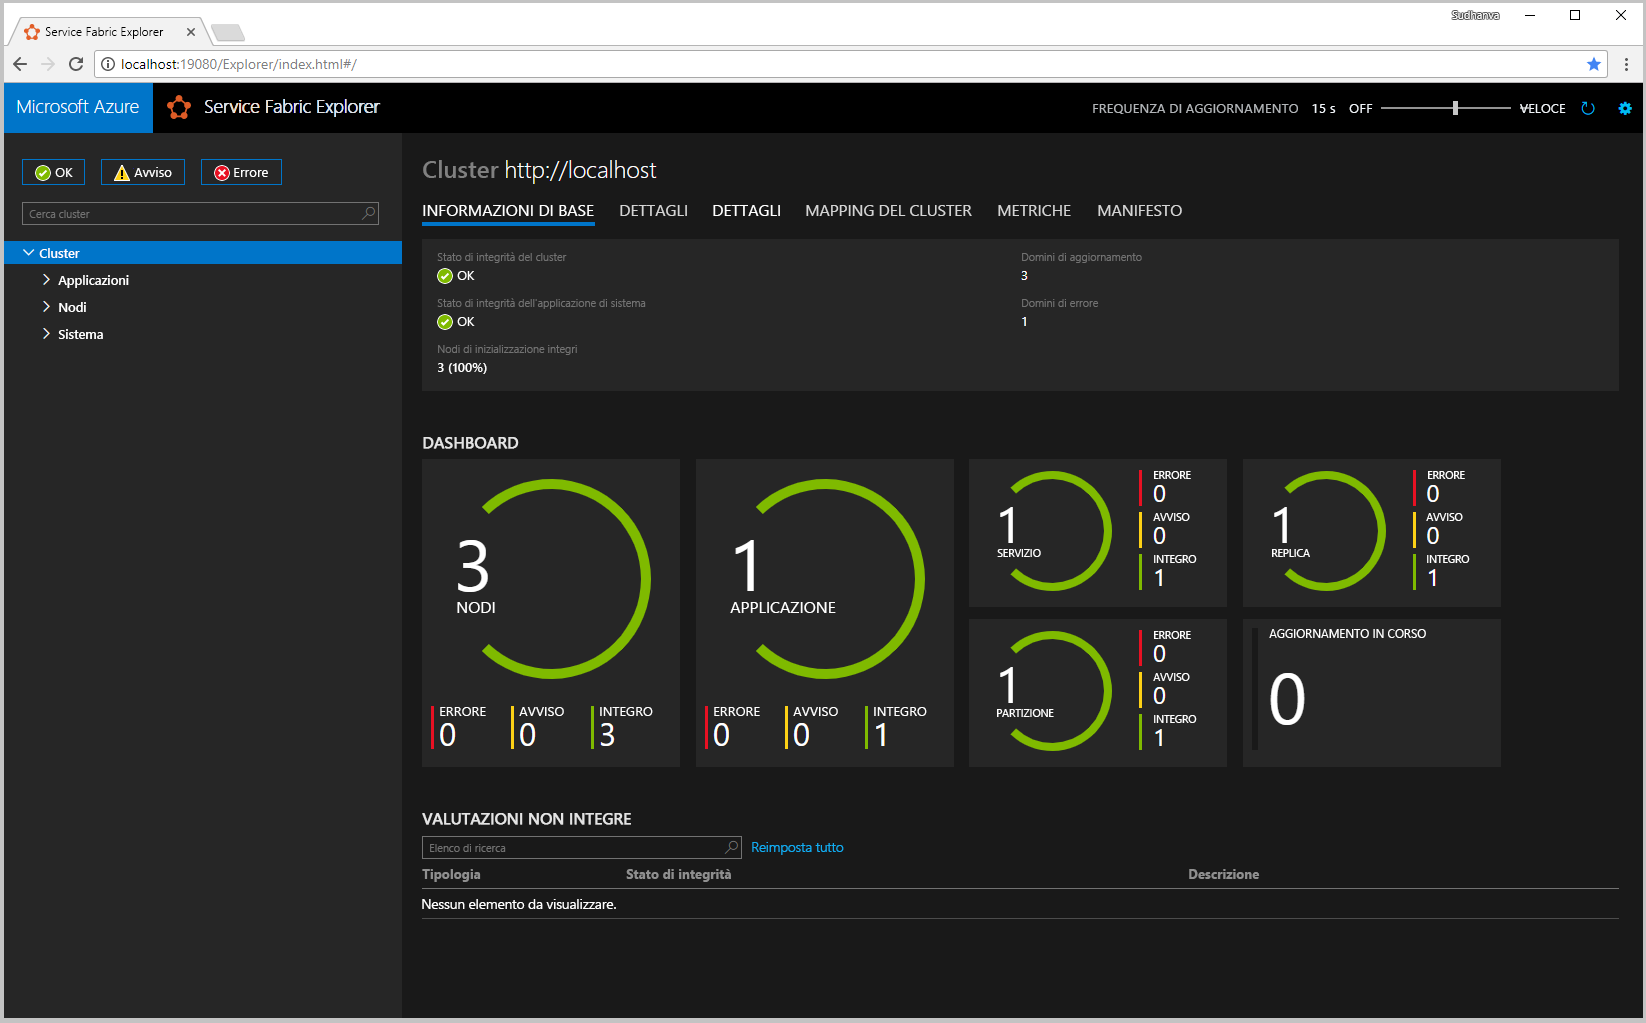 Sudhanva
Service Fabric Explorer
localhost:19080/Explorer/index.html#/
Microsoft Azure
Service Fabric Explorer
FREQUENZA DI AGGIORNAMENTO 15 s OFF VELOCE
OK Avviso Errore
Cerca cluster
Cluster
Applicazioni
Nodi
Sistema
Cluster http://localhost
INFORMAZIONI DI BASE DETTAGLI DETTAGLI MAPPING DEL CLUSTER METRICHE MANIFESTO
Stato di integrità del cluster
OK
Stato di integrità dell'applicazione di sistema
OK
Nodi di inizializzazione integri
3 (100%)
Domini di aggiornamento
3
Domini di errore
1
DASHBOARD
3
NODI
ERRORE AVVISO INTEGRO
0 0 3
1
APPLICAZIONE
ERRORE AVVISO INTEGRO
0 0 1
1
SERVIZIO
ERRORE
0
AVVISO
0
INTEGRO
1
1
REPLICA
ERRORE
0
AVVISO
0
INTEGRO
1
1
PARTIZIONE
ERRORE
0
AVVISO
0
INTEGRO
1
AGGIORNAMENTO IN CORSO
0
VALUTAZIONI NON INTEGRE
Elenco di ricerca Reimposta tutto
Tipologia Stato di integrità Descrizione
Nessun elemento da visualizzare.